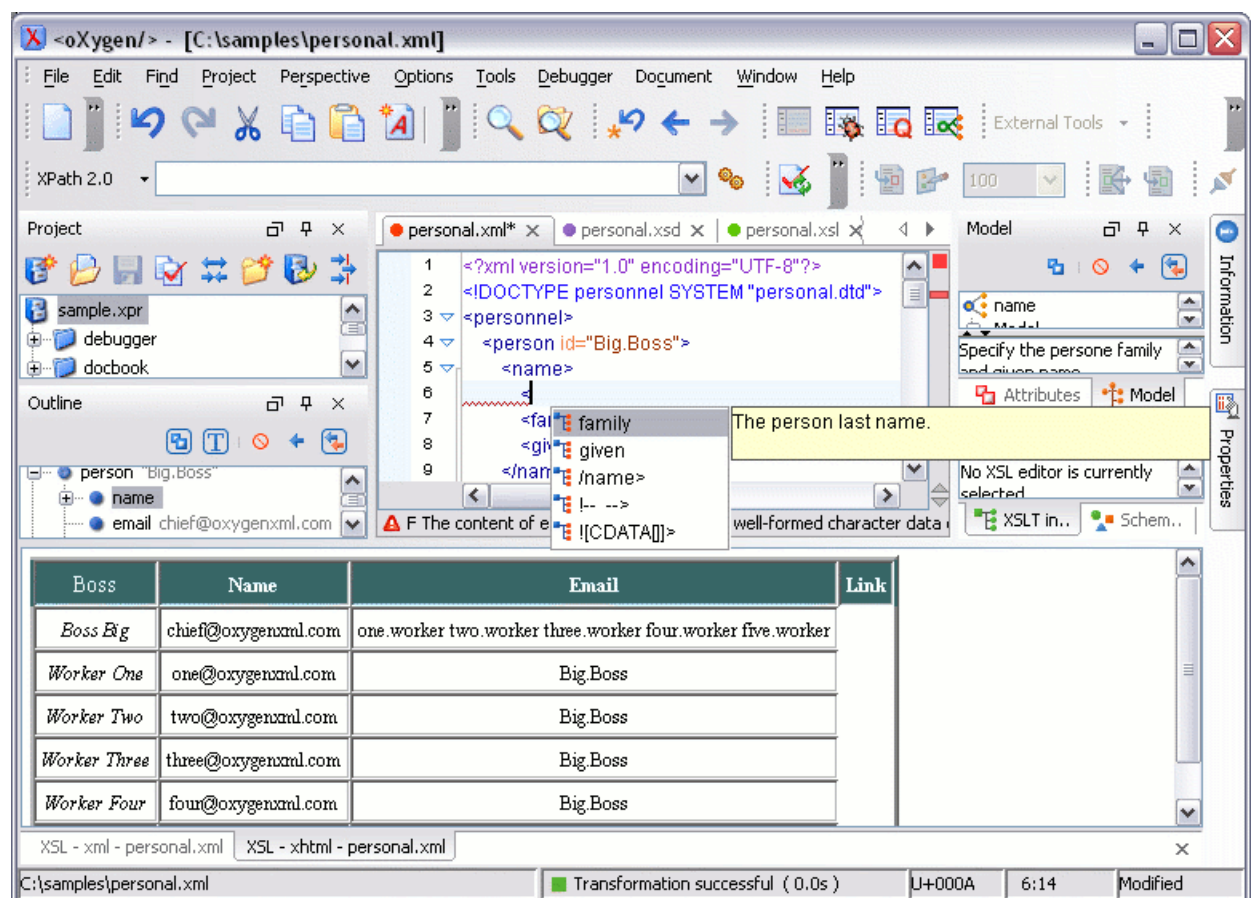 <oXygen/> - [C:\samples\personal.xml]
File Edit Find Project Perspective Options Tools Debugger Document Window Help
External Tools
XPath 2.0
100
Project
sample.xpr
debugger
docbook
Outline
person "Big.Boss"
name
email chief@oxygenxml.com
personal.xml* personal.xsd personal.xsl
1 <?xml version="1.0" encoding="UTF-8"?>
2 <!DOCTYPE personnel SYSTEM "personal.dtd">
3 <personnel>
4 <person id="Big.Boss">
5 <name>
6 <
7 <fa
8 <gi
9 </nam
family
given
/name>
!-- -->
![CDATA[]]>
The person last name.
F The content of e well-formed character data
Model
name
Model
Specify the persone family
and given name
Attributes Model
No XSL editor is currently
selected
XSLT in.. Schem..
Information
Properties
Boss Name Email Link
Boss Big chief@oxygenxml.com one.worker two.worker three.worker four.worker five.worker
Worker One one@oxygenxml.com Big.Boss
Worker Two two@oxygenxml.com Big.Boss
Worker Three three@oxygenxml.com Big.Boss
Worker Four four@oxygenxml.com Big.Boss
XSL - xml - personal.xml XSL - xhtml - personal.xml
C:\samples\personal.xml Transformation successful ( 0.0s ) U+000A 6:14 Modified